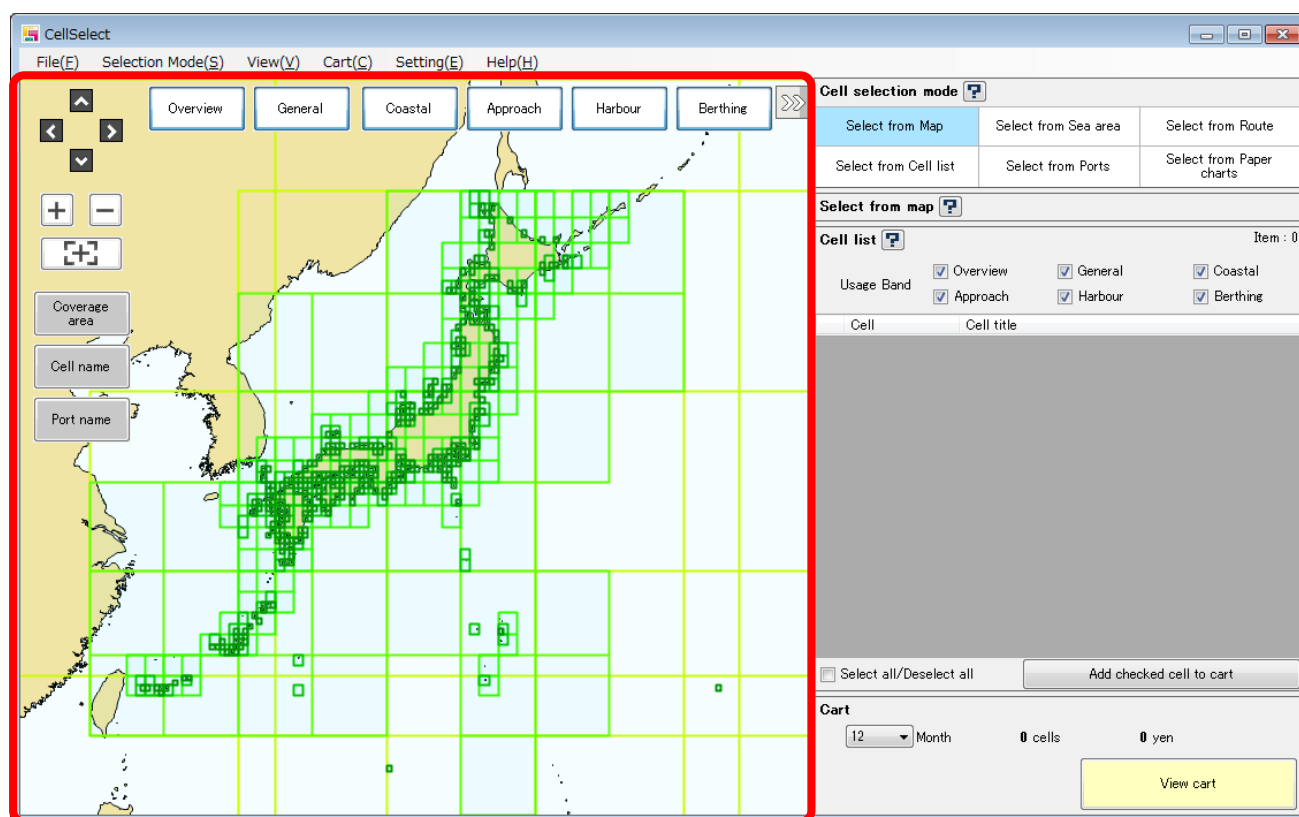 CellSelect
File(F) Selection Mode(S) View(V) Cart(C) Setting(E) Help(H)
Overview General Coastal Approach Harbour Berthing
Coverage
area
Cell name
Port name
Cell selection mode ?
Select from Map Select from Sea area Select from Route
Select from Cell list Select from Ports Select from Paper
charts
Select from map ?
Cell list ? Item : 0
Usage Band
Overview General Coastal
Approach Harbour Berthing
Cell Cell title
Select all/Deselect all Add checked cell to cart
Cart
12 Month 0 cells 0 yen
View cart